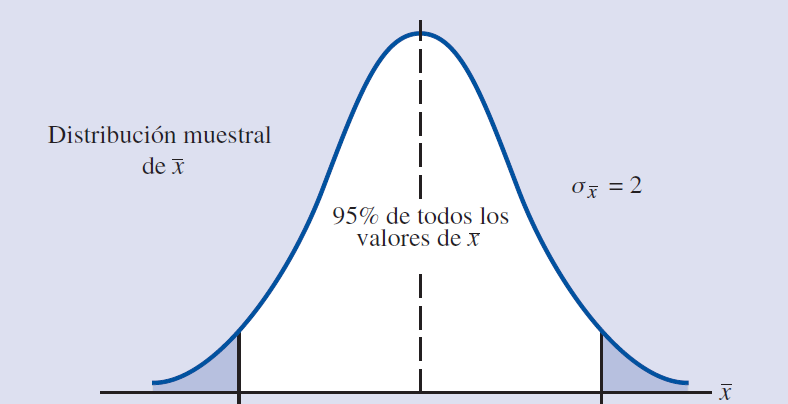 Distribución muestral
de x̅
σx̅ = 2
95% de todos los
valores de x̅
x̅